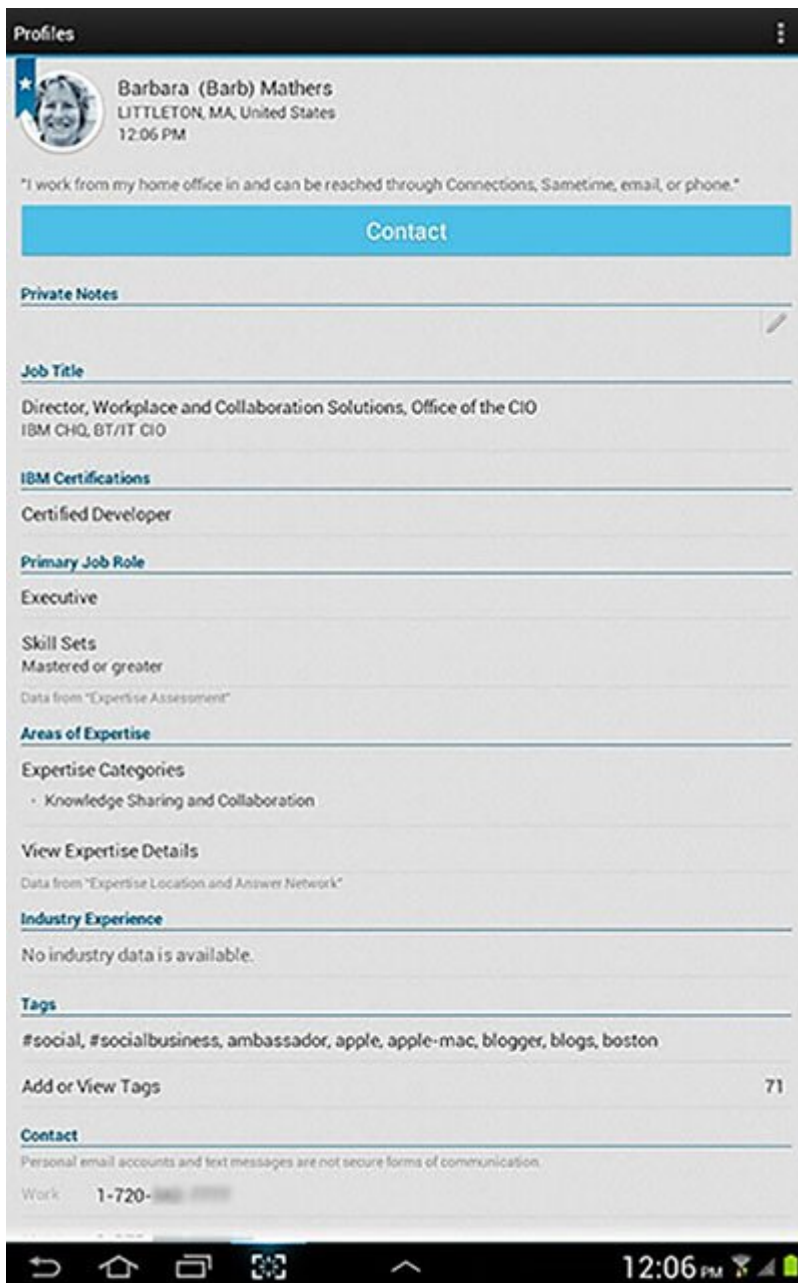 Profiles
Barbara (Barb) Mathers
LITTLETON, MA, United States
12:06 PM
"I work from my home office in and can be reached through Connections, Sametime, email, or phone."
Contact
Private Notes
Job Title
Director, Workplace and Collaboration Solutions, Office of the CIO
IBM CHQ, BT/IT CIO
IBM Certifications
Certified Developer
Primary Job Role
Executive
Skill Sets
Mastered or greater
Data from "Expertise Assessment"
Areas of Expertise
Expertise Categories
· Knowledge Sharing and Collaboration
View Expertise Details
Data from "Expertise Location and Answer Network"
Industry Experience
No industry data is available.
Tags
#social, #socialbusiness, ambassador, apple, apple-mac, blogger, blogs, boston
Add or View Tags 71
Contact
Personal email accounts and text messages are not secure forms of communication.
Work 1-720-
12:06 PM